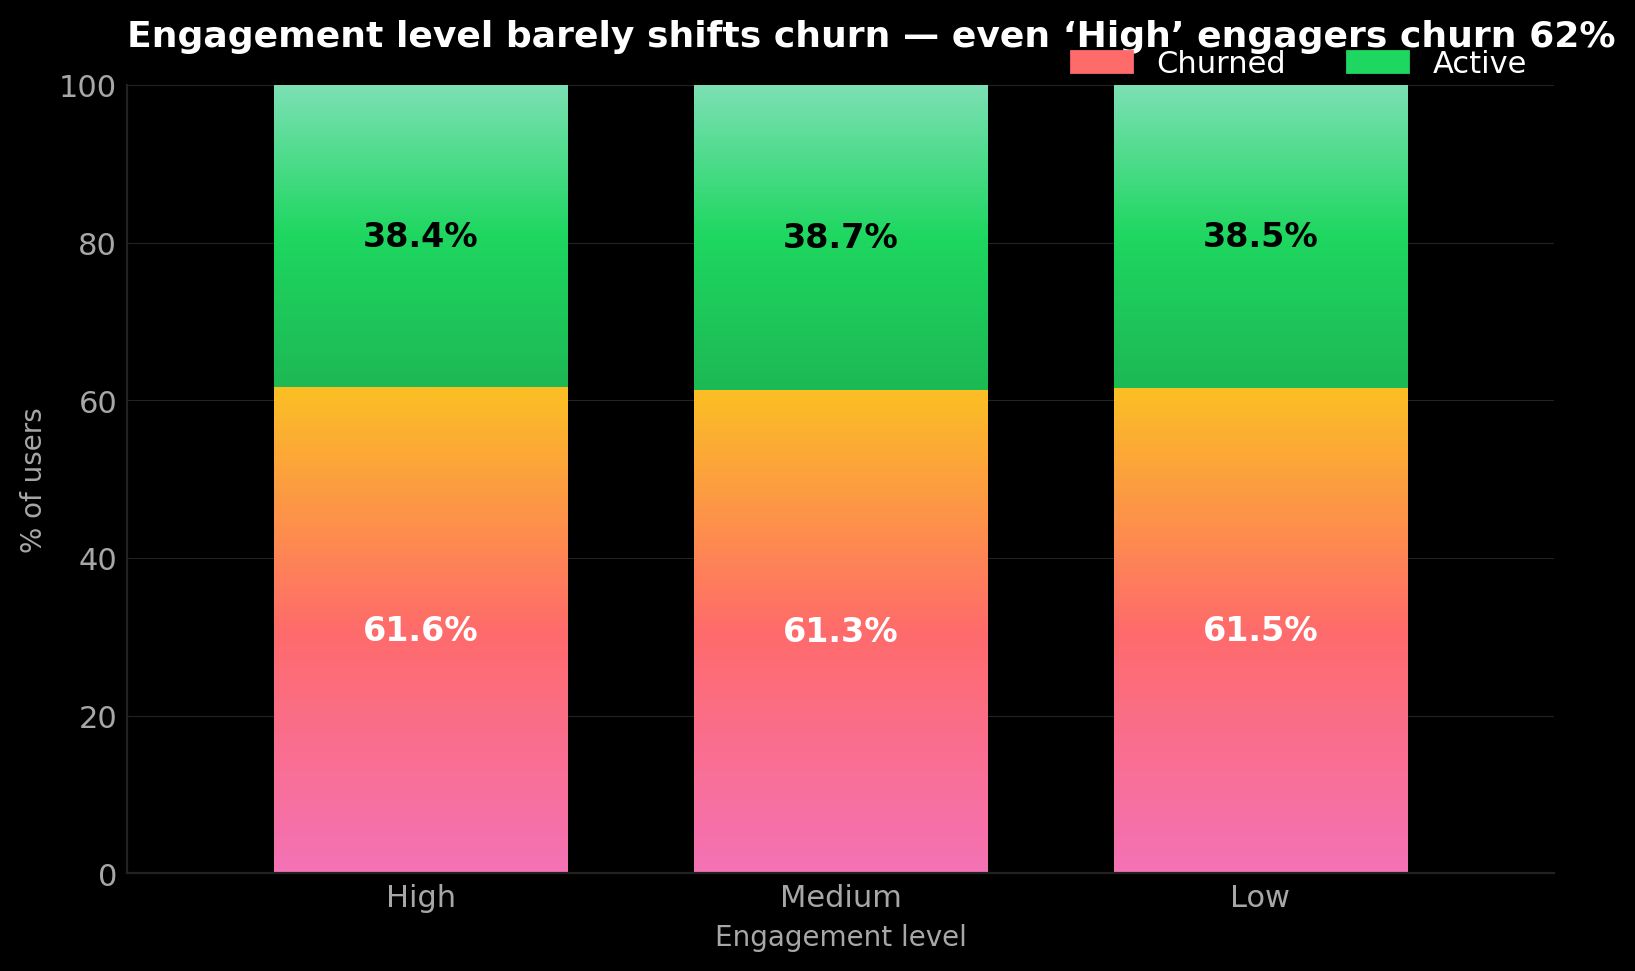 Engagement level barely shifts churn — even ‘High’ engagers churn 62%
Churned Active
100
80
60
40
20
0
% of users
38.4% 38.7% 38.5%
61.6% 61.3% 61.5%
High Medium Low
Engagement level